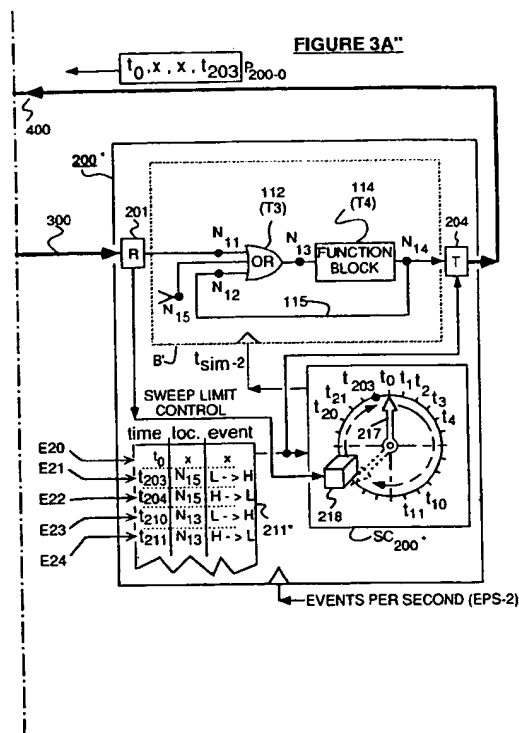 FIGURE 3A"
t0, x, x, t203 P200-0
400
200"
300
201
R
112
(T3)
114
(T4)
204
N11
OR
N13
FUNCTION
BLOCK
N14
T
N12
N15
115
B'
tsim-2
SWEEP LIMIT
CONTROL
t203 t0 t1 t2
t21 t3
t20 217 t4
t10
t11
218
SC200"
time loc. event
E20 t0 x x
E21 t203 N15 L->H
E22 t204 N15 H->L
E23 t210 N13 L->H
E24 t211 N13 H->L
211"
EVENTS PER SECOND (EPS-2)